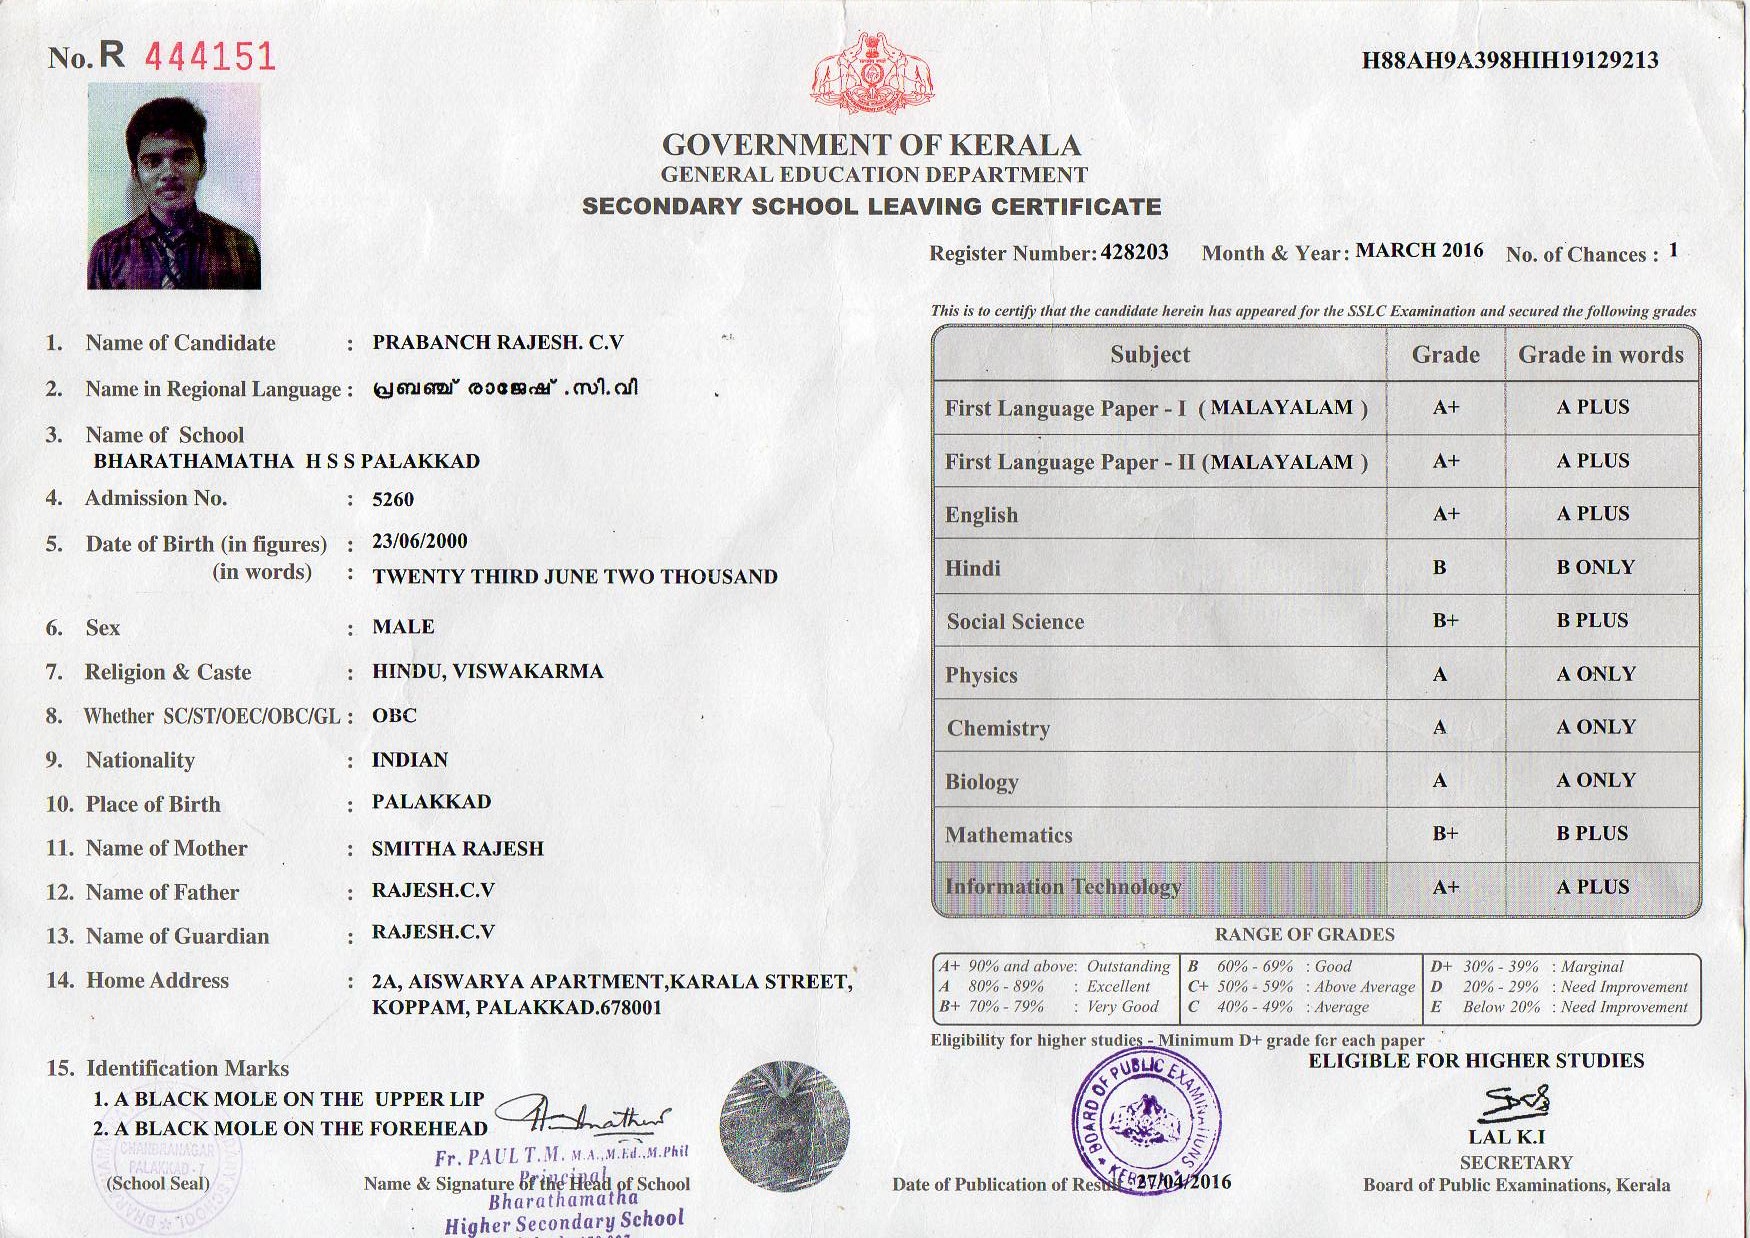 No. R 444151
H88AH9A398HIH19129213
GOVERNMENT OF KERALA
GENERAL EDUCATION DEPARTMENT
SECONDARY SCHOOL LEAVING CERTIFICATE
Register Number: 428203 Month & Year: MARCH 2016 No. of Chances : 1
1. Name of Candidate : PRABANCH RAJESH. C.V
2. Name in Regional Language : പ്രബഞ്ച് രാജേഷ് .സി.വി
3. Name of School
BHARATHAMATHA H S S PALAKKAD
4. Admission No. : 5260
5. Date of Birth (in figures) : 23/06/2000
(in words) : TWENTY THIRD JUNE TWO THOUSAND
6. Sex : MALE
7. Religion & Caste : HINDU, VISWAKARMA
8. Whether SC/ST/OEC/OBC/GL : OBC
9. Nationality : INDIAN
10. Place of Birth : PALAKKAD
11. Name of Mother : SMITHA RAJESH
12. Name of Father : RAJESH.C.V
13. Name of Guardian : RAJESH.C.V
14. Home Address : 2A, AISWARYA APARTMENT,KARALA STREET,
KOPPAM, PALAKKAD.678001
15. Identification Marks
1. A BLACK MOLE ON THE UPPER LIP
2. A BLACK MOLE ON THE FOREHEAD
CHANDRANAGAR
PALAKKAD - 7
(School Seal)
Fr. PAUL T.M. M.A.,M.Ed.,M.Phil
Principal
Name & Signature of the Head of School
Bharathamatha
Higher Secondary School
This is to certify that the candidate herein has appeared for the SSLC Examination and secured the following grades
Subject Grade Grade in words
First Language Paper - I ( MALAYALAM ) A+ A PLUS
First Language Paper - II (MALAYALAM ) A+ A PLUS
English A+ A PLUS
Hindi B B ONLY
Social Science B+ B PLUS
Physics A A ONLY
Chemistry A A ONLY
Biology A A ONLY
Mathematics B+ B PLUS
Information Technology A+ A PLUS
RANGE OF GRADES
A+ 90% and above: Outstanding B 60% - 69% : Good D+ 30% - 39% : Marginal
A 80% - 89% : Excellent C+ 50% - 59% : Above Average D 20% - 29% : Need Improvement
B+ 70% - 79% : Very Good C 40% - 49% : Average E Below 20% : Need Improvement
Eligibility for higher studies - Minimum D+ grade for each paper
ELIGIBLE FOR HIGHER STUDIES
BOARD OF PUBLIC EXAMINATIONS
KERALA
LAL K.I
SECRETARY
Date of Publication of Result : 27/04/2016
Board of Public Examinations, Kerala